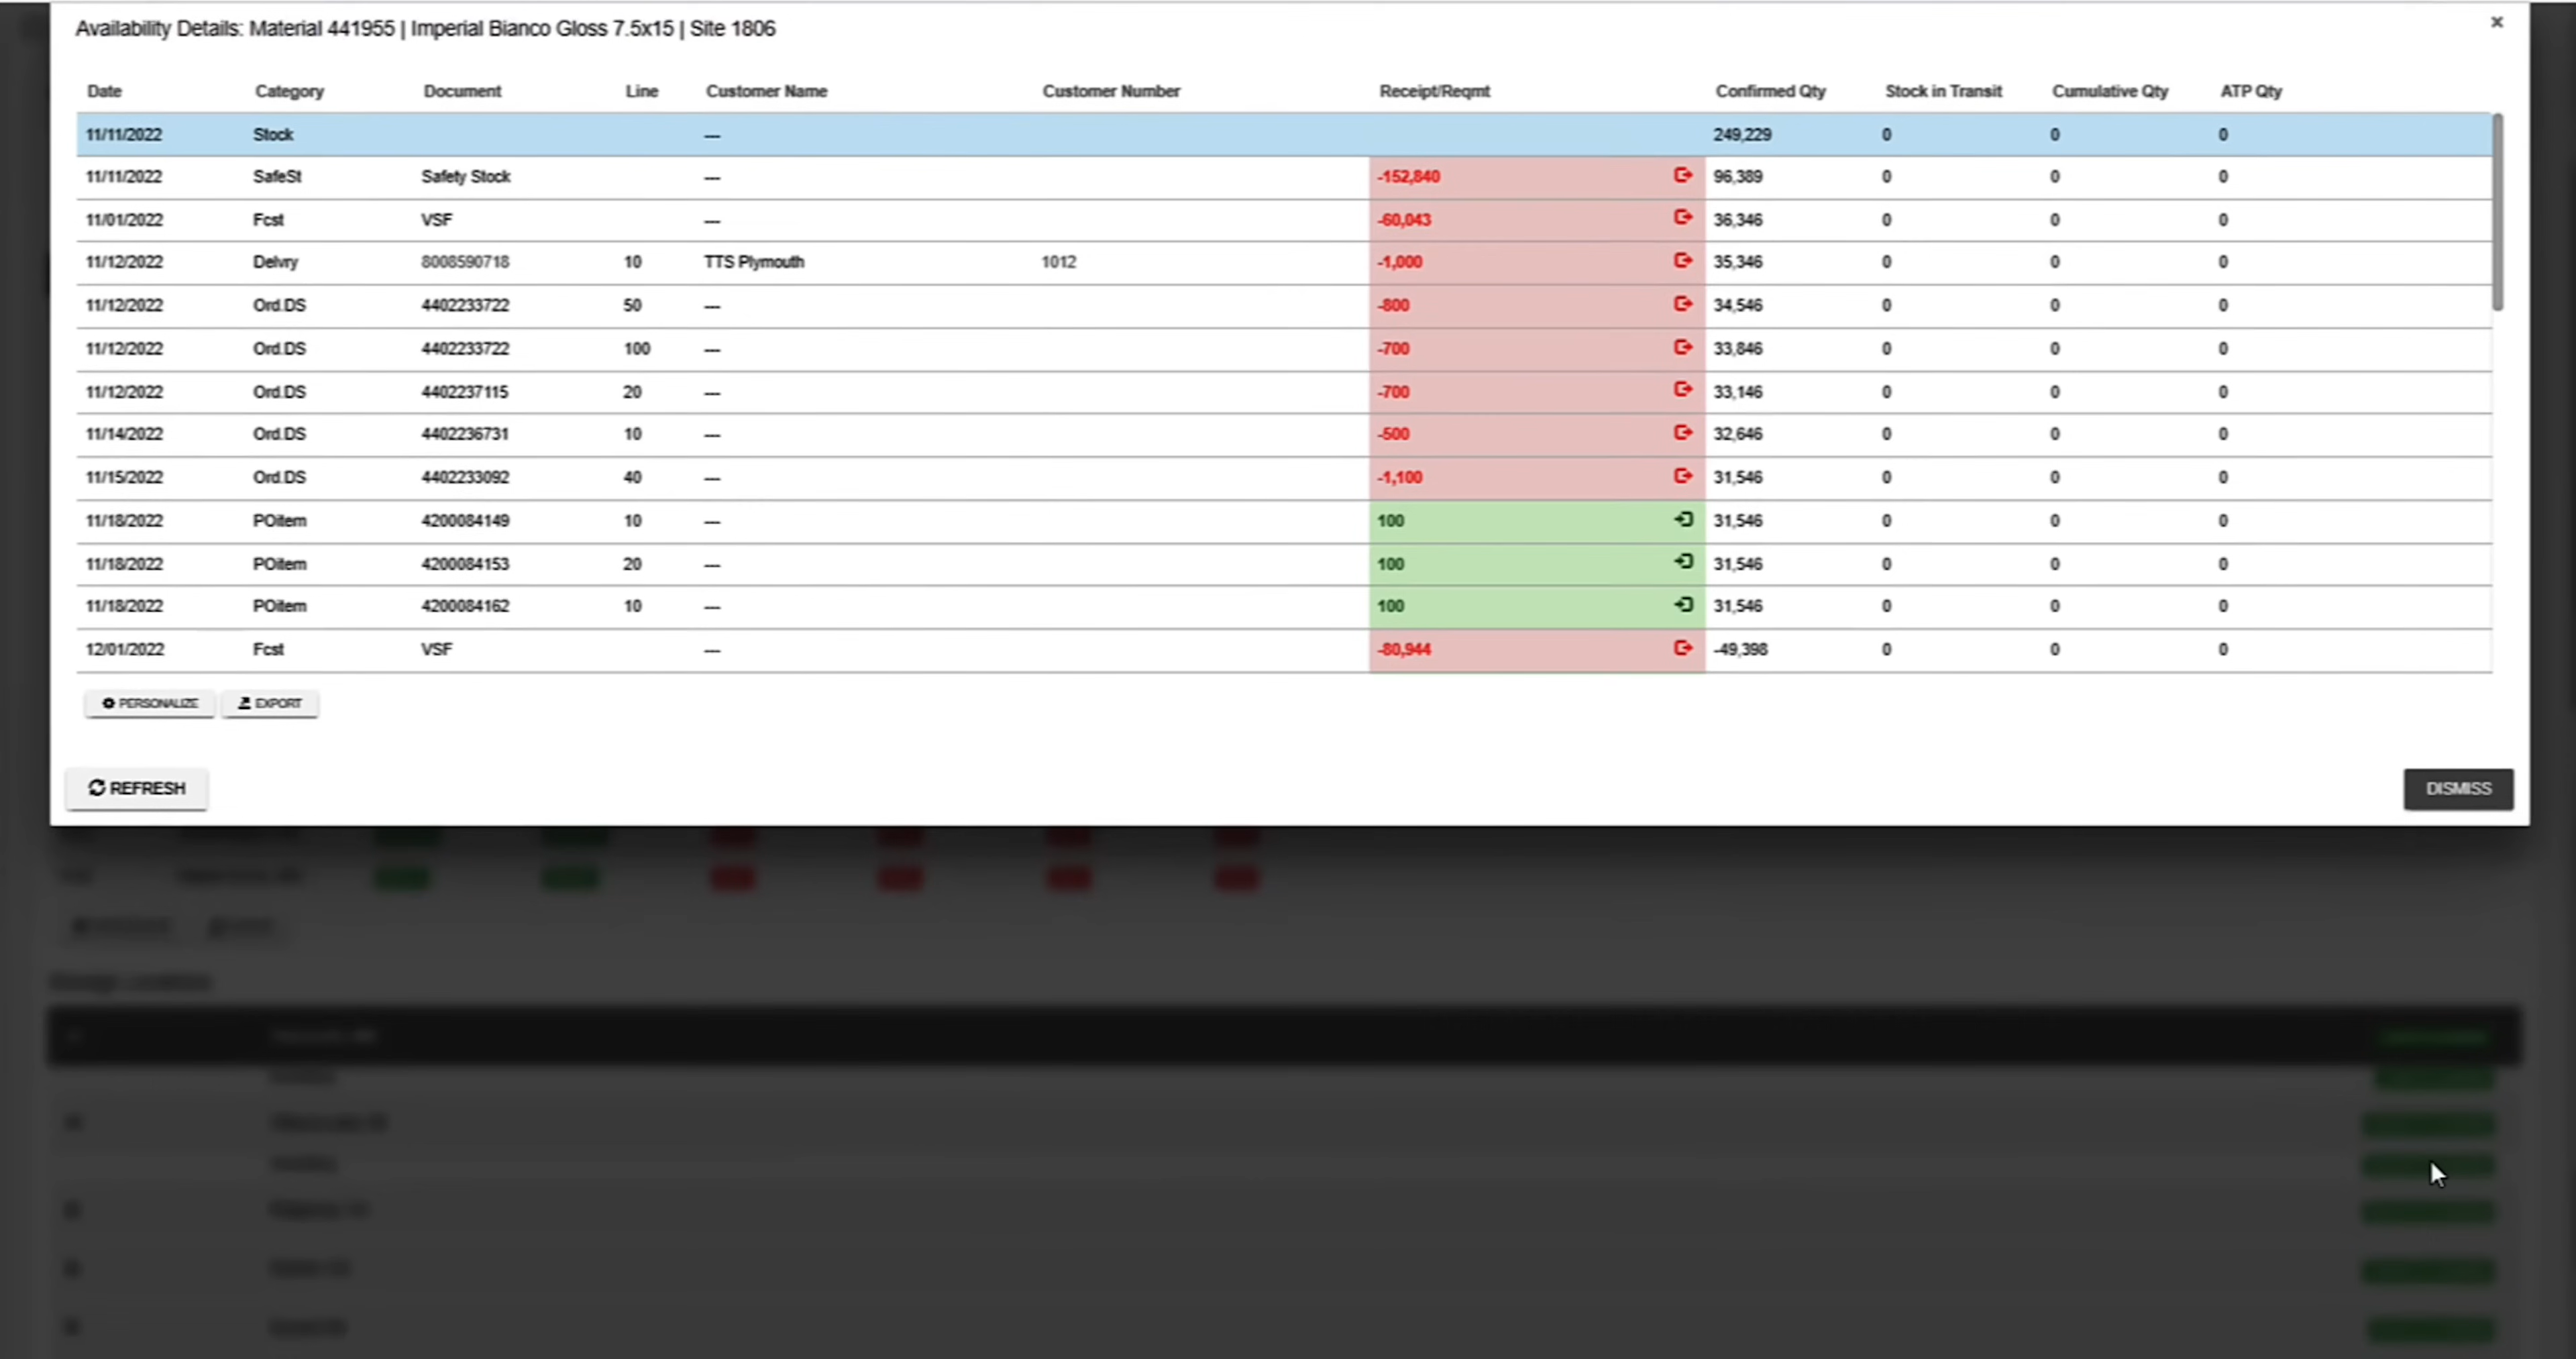 Availability Details: Material 441955 | Imperial Bianco Gloss 7.5x15 | Site 1806 ×
Date Category Document Line Customer Name Customer Number Receipt/Reqmt Confirmed Qty Stock in Transit Cumulative Qty ATP Qty
11/11/2022 Stock --- 249,229 0 0 0
11/11/2022 SafeSt Safety Stock --- -152,840 96,389 0 0 0
11/01/2022 Fcst VSF --- -60,043 36,346 0 0 0
11/12/2022 Delvry 8008590718 10 TTS Plymouth 1012 -1,000 35,346 0 0 0
11/12/2022 Ord.DS 4402233722 50 --- -800 34,546 0 0 0
11/12/2022 Ord.DS 4402233722 100 --- -700 33,846 0 0 0
11/12/2022 Ord.DS 4402237115 20 --- -700 33,146 0 0 0
11/14/2022 Ord.DS 4402236731 10 --- -500 32,646 0 0 0
11/15/2022 Ord.DS 4402233092 40 --- -1,100 31,546 0 0 0
11/18/2022 POitem 4200084149 10 --- 100 31,546 0 0 0
11/18/2022 POitem 4200084153 20 --- 100 31,546 0 0 0
11/18/2022 POitem 4200084162 10 --- 100 31,546 0 0 0
12/01/2022 Fcst VSF --- -80,944 -49,398 0 0 0
PERSONALIZE EXPORT
REFRESH DISMISS